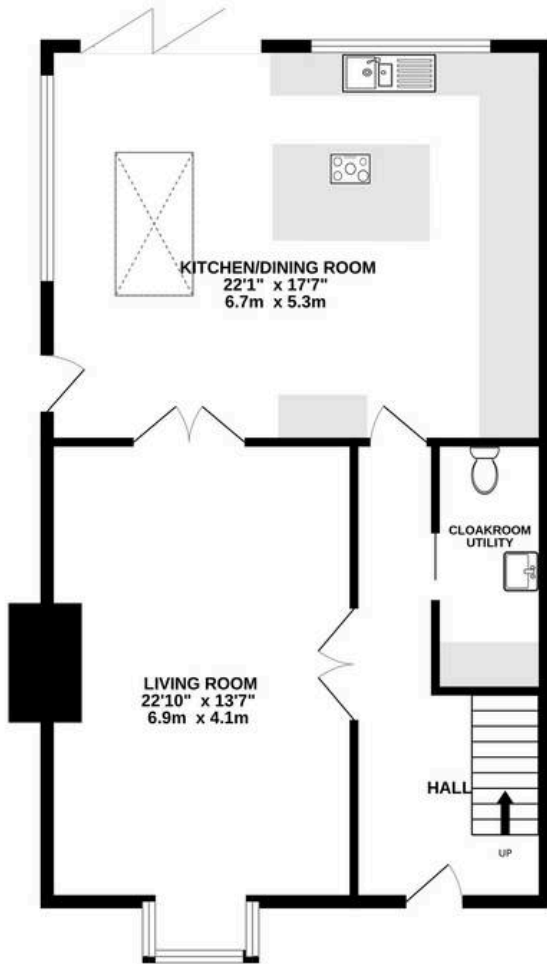 KITCHEN/DINING ROOM
22'1" x 17'7"
6.7m x 5.3m
CLOAKROOM
UTILITY
LIVING ROOM
22'10" x 13'7"
6.9m x 4.1m
HALL
UP